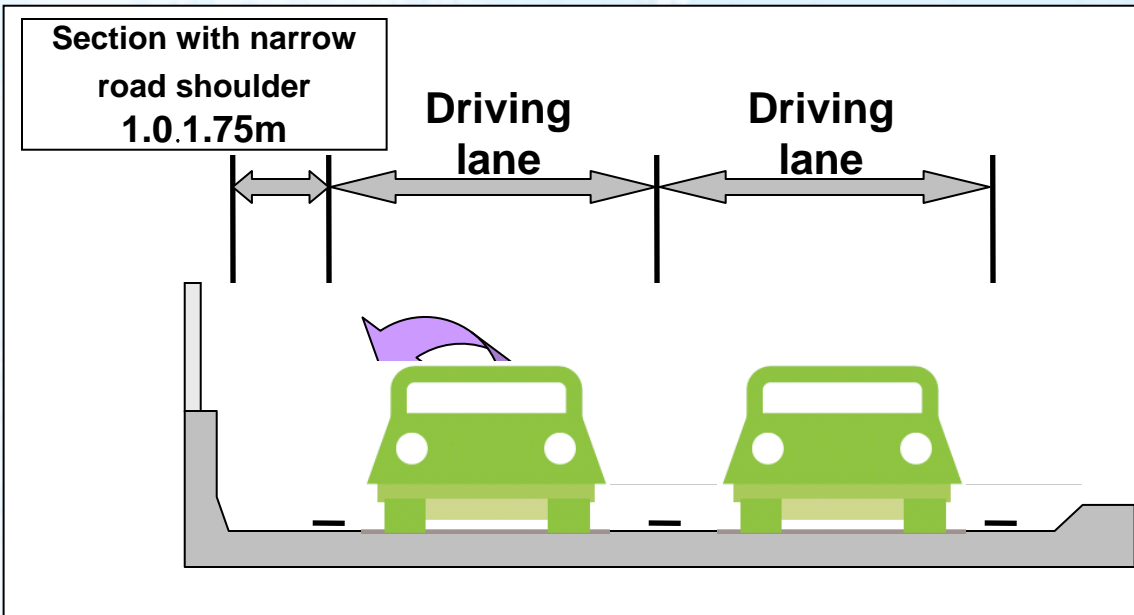 Section with narrow
road shoulder
1.0.1.75m
Driving
lane
Driving
lane